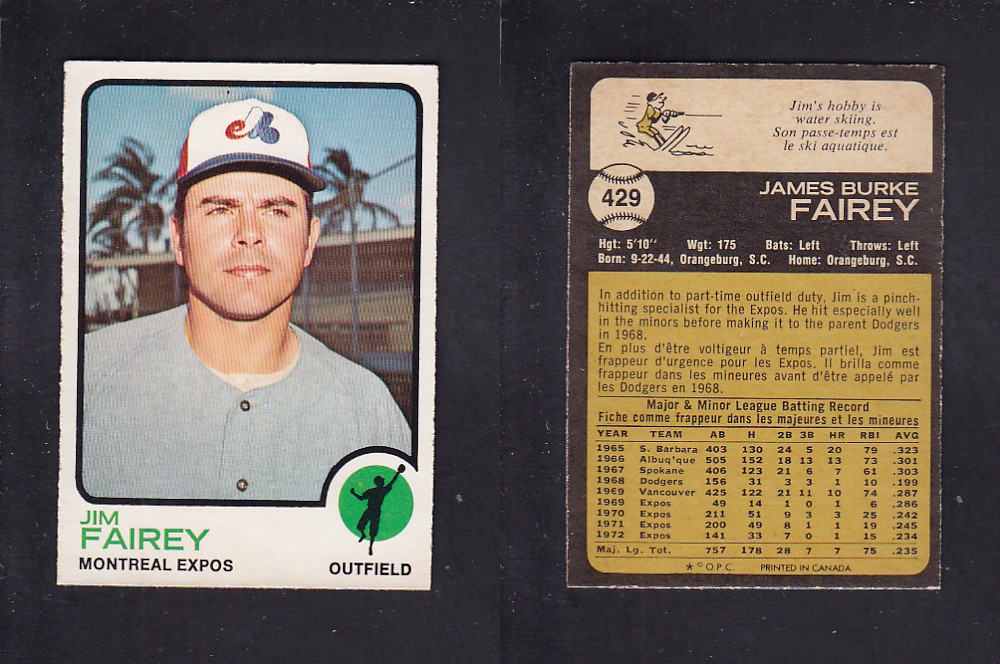 JIM
FAIREY
MONTREAL EXPOS
OUTFIELD
Jim's hobby is
water skiing.
Son passe-temps est
le ski aquatique.
429
JAMES BURKE
FAIREY
Hgt: 5'10" Wgt: 175 Bats: Left Throws: Left
Born: 9-22-44, Orangeburg, S.C. Home: Orangeburg, S.C.
In addition to part-time outfield duty, Jim is a pinch-
hitting specialist for the Expos. He hit especially well
in the minors before making it to the parent Dodgers
in 1968.
En plus d'être voltigeur à temps partiel, Jim est
frappeur d'urgence pour les Expos. Il brilla comme
frappeur dans les mineures avant d'être appelé par
les Dodgers en 1968.
Major & Minor League Batting Record
Fiche comme frappeur dans les majeures et les mineures
YEAR TEAM AB H 2B 3B HR RBI AVG
1965 S. Barbara 403 130 24 5 20 79 .323
1966 Albuq'que 505 152 18 13 13 73 .301
1967 Spokane 406 123 21 6 7 61 .303
1968 Dodgers 156 31 3 3 1 10 .199
1969 Vancouver 425 122 21 11 10 74 .287
1969 Expos 49 14 1 0 1 6 .286
1970 Expos 211 51 9 3 3 25 .242
1971 Expos 200 49 8 1 1 19 .245
1972 Expos 141 33 7 0 1 15 .234
Maj. Lg. Tot. 757 178 28 7 7 75 .235
* © O.P.C. PRINTED IN CANADA